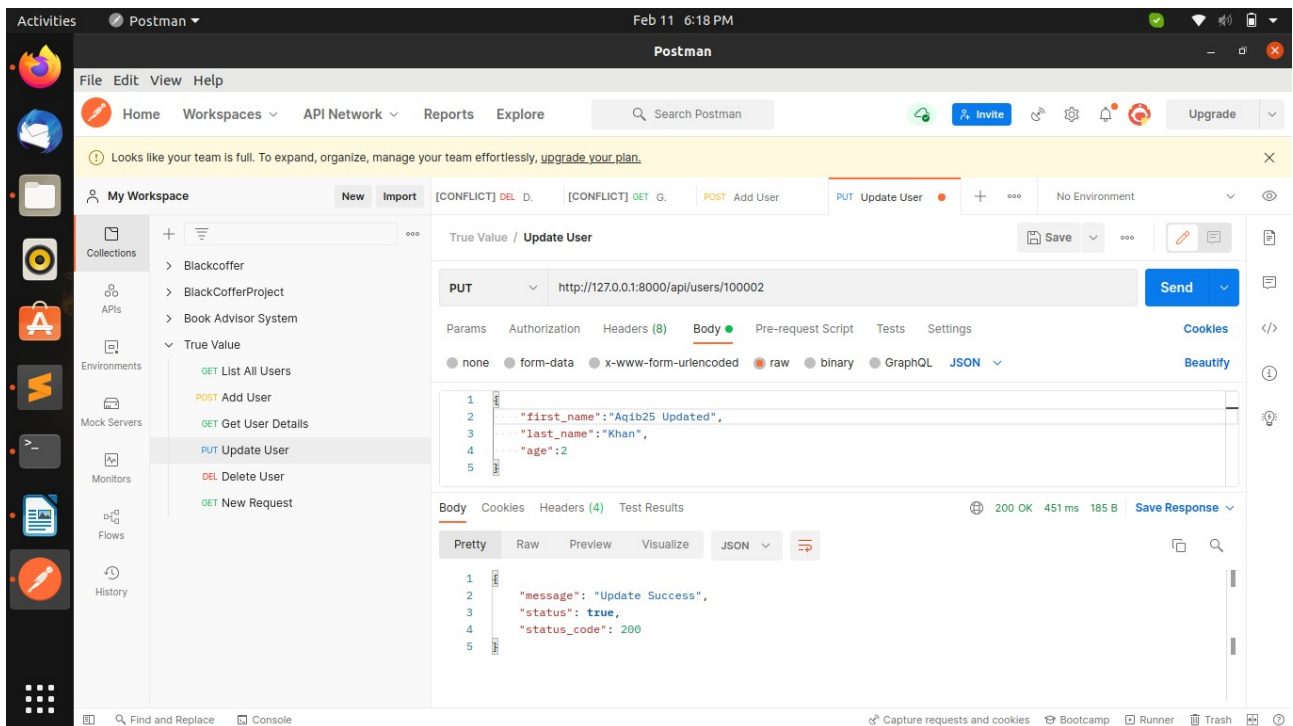 Activities Postman Feb 11 6:18 PM
Postman
File Edit View Help
Home Workspaces API Network Reports Explore Search Postman Invite Upgrade
Looks like your team is full. To expand, organize, manage your team effortlessly, upgrade your plan.
My Workspace New Import [CONFLICT] DEL D. [CONFLICT] GET G. POST Add User PUT Update User No Environment
Collections
APIs
Environments
Mock Servers
Monitors
Flows
History
Blackcoffer
BlackCofferProject
Book Advisor System
True Value
GET List All Users
POST Add User
GET Get User Details
PUT Update User
DEL Delete User
GET New Request
True Value / Update User Save
PUT http://127.0.0.1:8000/api/users/100002 Send
Params Authorization Headers (8) Body Pre-request Script Tests Settings Cookies
none form-data x-www-form-urlencoded raw binary GraphQL JSON Beautify
1 {
2 "first_name":"Aqib25 Updated",
3 "last_name":"Khan",
4 "age":2
5 }
Body Cookies Headers (4) Test Results 200 OK 451 ms 185 B Save Response
Pretty Raw Preview Visualize JSON
1 {
2 "message": "Update Success",
3 "status": true,
4 "status_code": 200
5 }
Find and Replace Console Capture requests and cookies Bootcamp Runner Trash